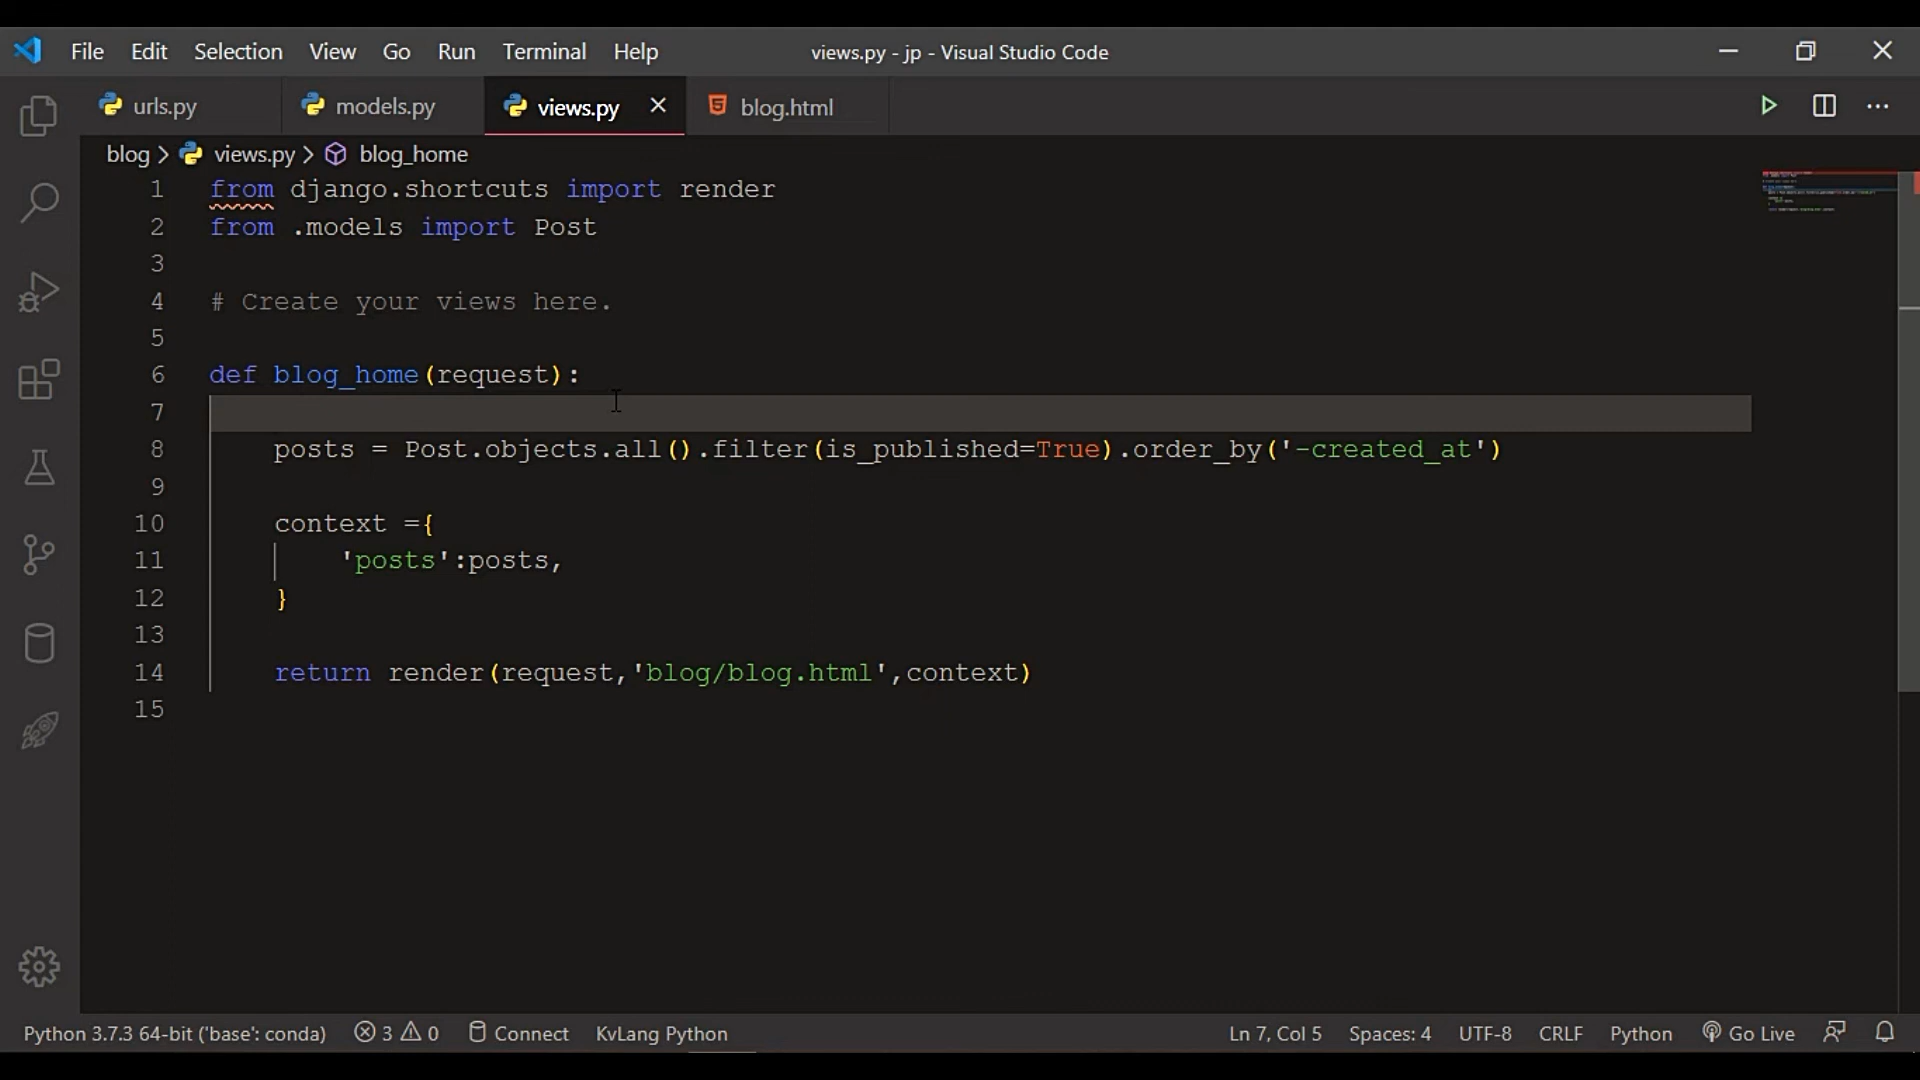 File Edit Selection View Go Run Terminal Help views.py - jp - Visual Studio Code
urls.py models.py views.py blog.html
blog > views.py > blog_home
1 from django.shortcuts import render
2 from .models import Post
3
4 # Create your views here.
5
6 def blog_home(request):
7
8 posts = Post.objects.all().filter(is_published=True).order_by('-created_at')
9
10 context ={
11 'posts':posts,
12 }
13
14 return render(request,'blog/blog.html',context)
15
Python 3.7.3 64-bit ('base': conda) 3 0 Connect KvLang Python Ln 7, Col 5 Spaces: 4 UTF-8 CRLF Python Go Live